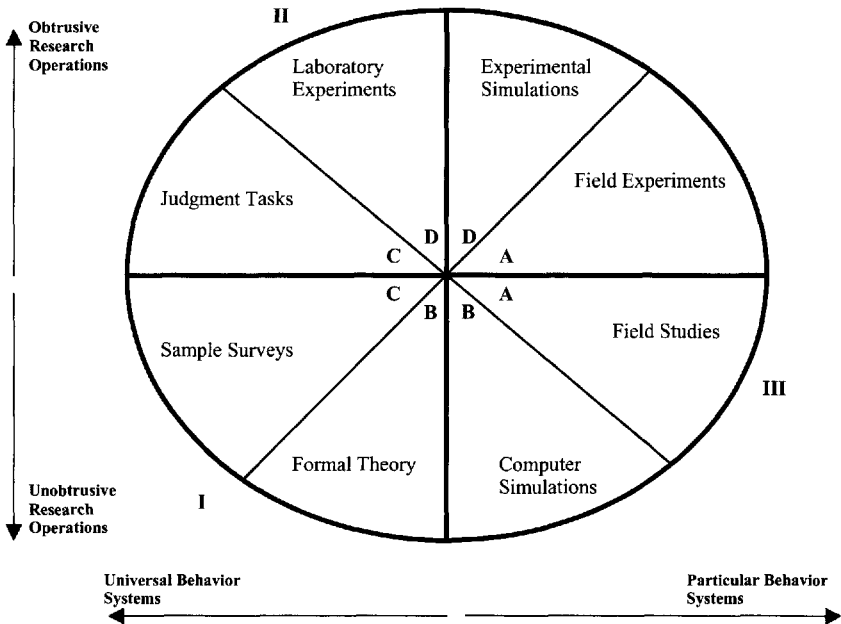 II
Obtrusive
Research
Operations
Laboratory
Experiments
Experimental
Simulations
Judgment Tasks
Field Experiments
D D
C A
C A
B B
Sample Surveys
Field Studies
III
Formal Theory
Computer
Simulations
I
Unobtrusive
Research
Operations
Universal Behavior
Systems
Particular Behavior
Systems